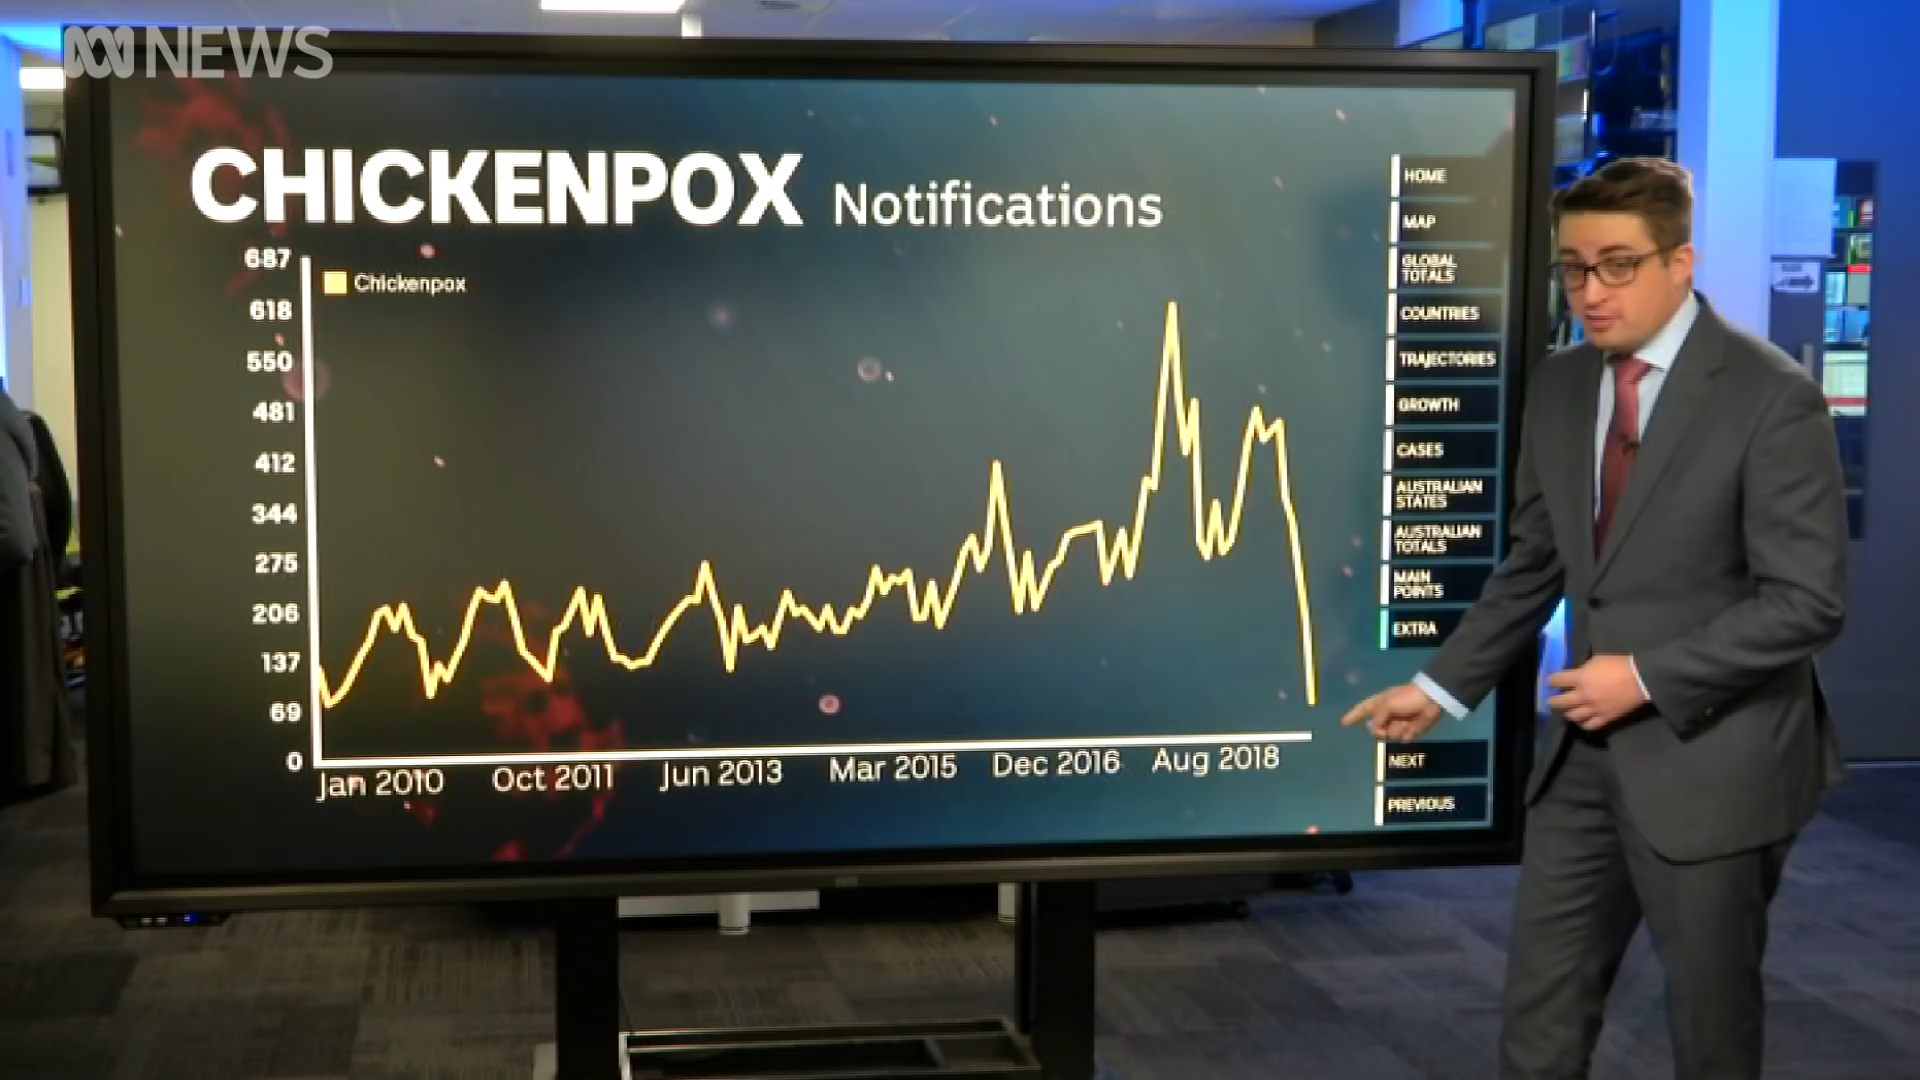 ABC NEWS
CHICKENPOX Notifications
687
618
550
481
412
344
275
206
137
69
0
Chickenpox
Jan 2010 Oct 2011 Jun 2013 Mar 2015 Dec 2016 Aug 2018
HOME
MAP
GLOBAL
TOTALS
COUNTRIES
TRAJECTORIES
GROWTH
CASES
AUSTRALIAN
STATES
AUSTRALIAN
TOTALS
MAIN
POINTS
EXTRA
NEXT
PREVIOUS